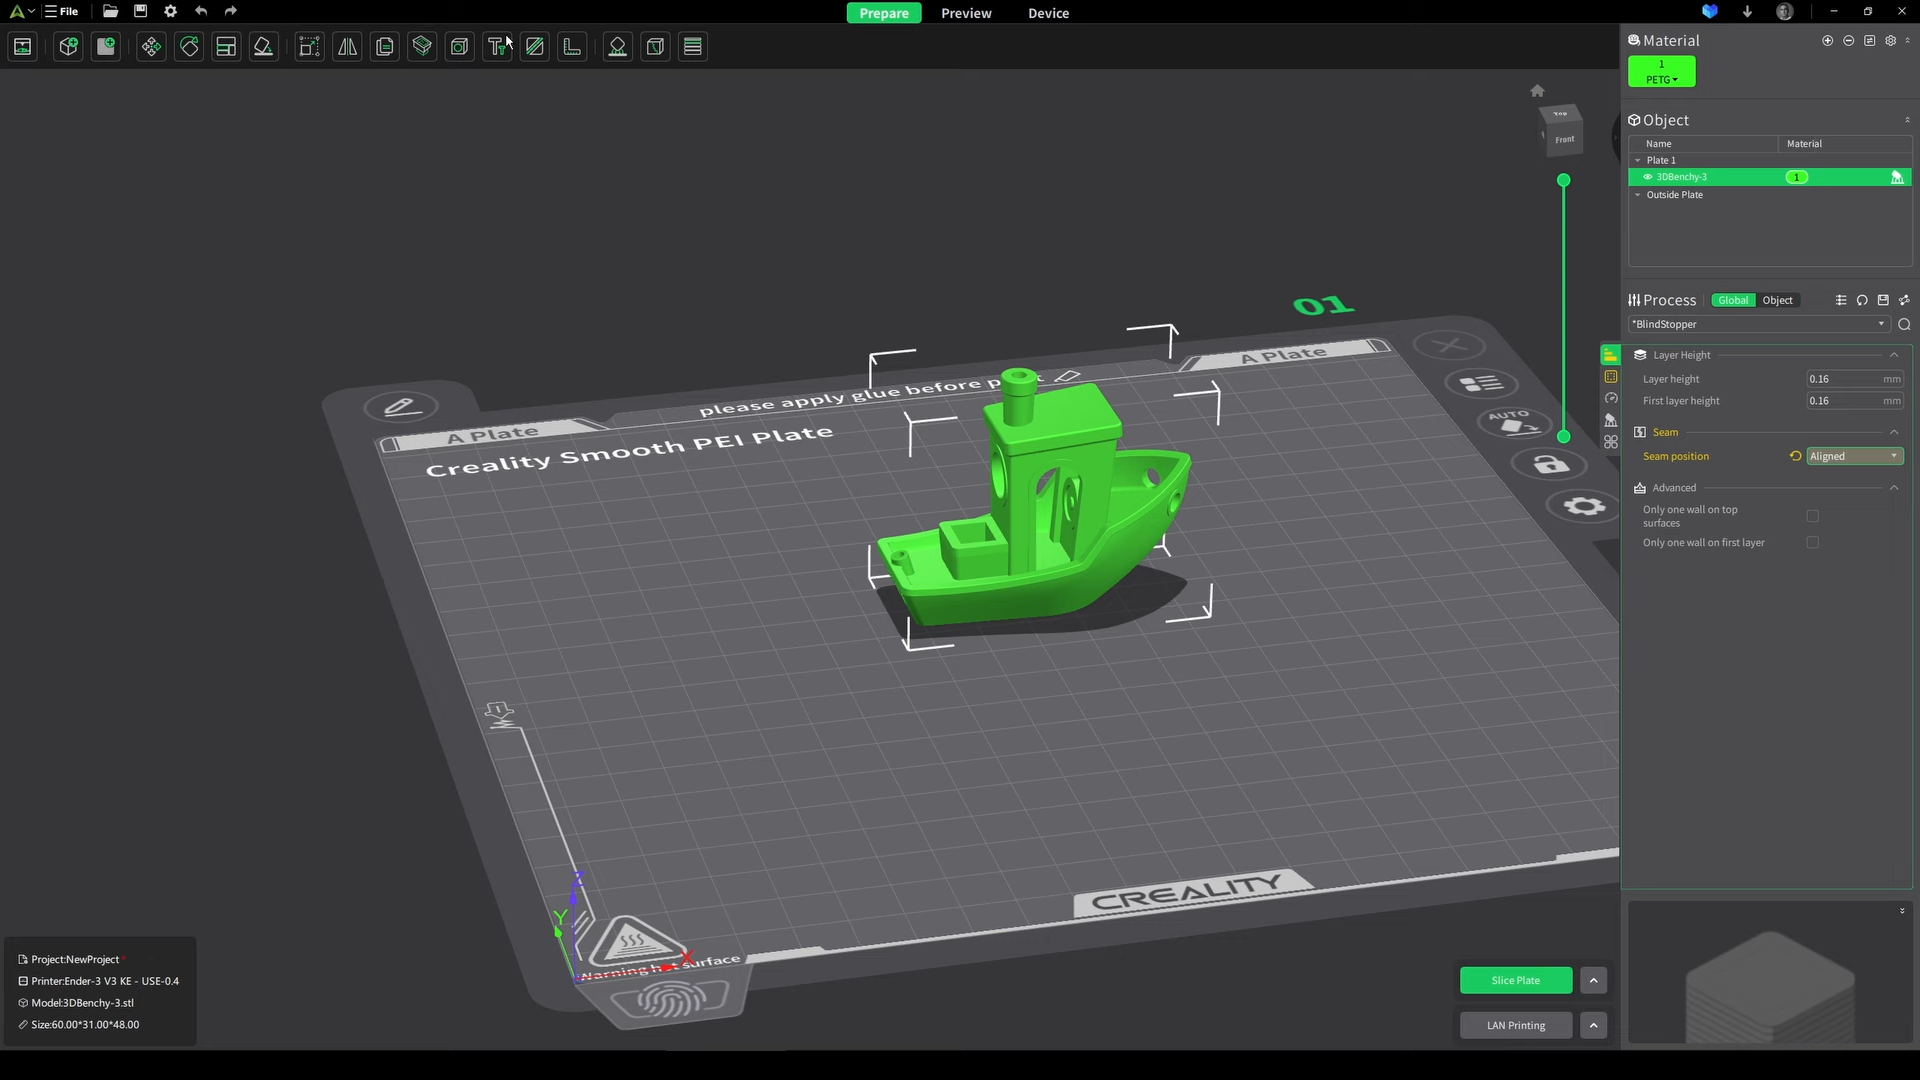 File
Prepare
Preview
Device
Material
1
PETG
Object
Name
Material
Plate 1
3DBenchy-3
1
Outside Plate
Process
Global
Object
*BlindStopper
Layer Height
Layer height
0.16
mm
First layer height
0.16
mm
Seam
Seam position
Aligned
Advanced
Only one wall on top
surfaces
Only one wall on first layer
Top
Front
01
A Plate
please apply glue before
A Plate
Creality Smooth PEI Plate
AUTO
CREALITY
Z
Y
X
Warning hot surface
Project:NewProject*
Printer:Ender-3 V3 KE - USE-0.4
Model:3DBenchy-3.stl
Size:60.00*31.00*48.00
Slice Plate
LAN Printing